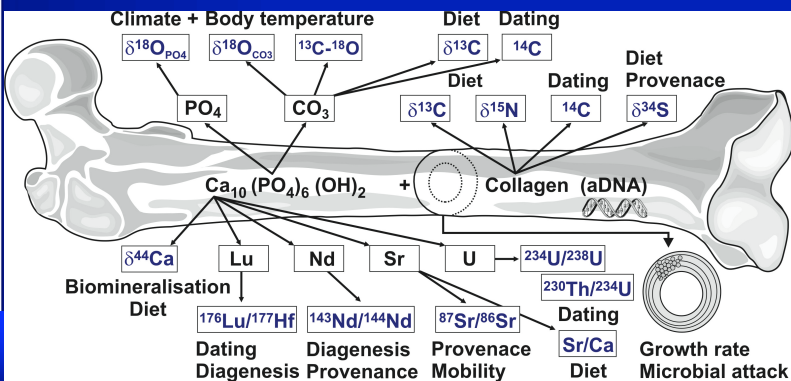 Climate + Body temperature
Diet
Dating
δ¹⁸O_PO4
δ¹⁸O_CO3
¹³C-¹⁸O
δ¹³C
¹⁴C
Diet
Provenace
Diet
Dating
PO₄
CO₃
δ¹³C
δ¹⁵N
¹⁴C
δ³⁴S
Ca₁₀ (PO₄)₆ (OH)₂
+
Collagen (aDNA)
δ⁴⁴Ca
Lu
Nd
Sr
U
²³⁴U/²³⁸U
Biomineralisation
Diet
²³⁰Th/²³⁴U
Dating
¹⁷⁶Lu/¹⁷⁷Hf
¹⁴³Nd/¹⁴⁴Nd
⁸⁷Sr/⁸⁶Sr
Sr/Ca
Dating
Diagenesis
Diagenesis
Provenance
Provenace
Mobility
Diet
Growth rate
Microbial attack